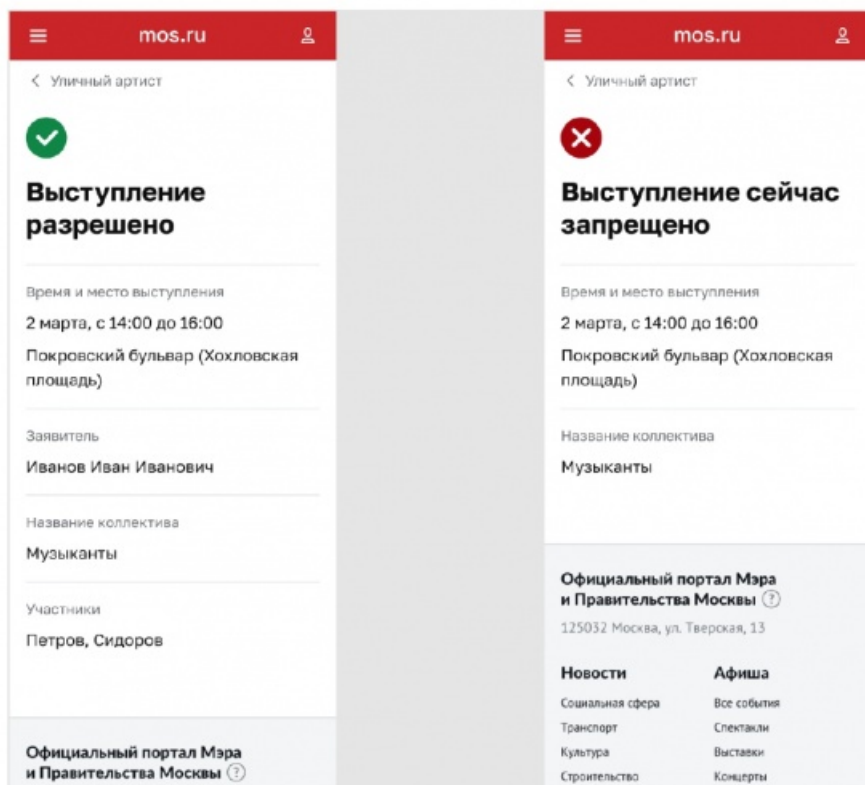 mos.ru
Уличный артист
Выступление
разрешено
Время и место выступления
2 марта, с 14:00 до 16:00
Покровский бульвар (Хохловская
площадь)
Заявитель
Иванов Иван Иванович
Название коллектива
Музыканты
Участники
Петров, Сидоров
Официальный портал Мэра
и Правительства Москвы ?
mos.ru
Уличный артист
Выступление сейчас
запрещено
Время и место выступления
2 марта, с 14:00 до 16:00
Покровский бульвар (Хохловская
площадь)
Название коллектива
Музыканты
Официальный портал Мэра
и Правительства Москвы ?
125032 Москва, ул. Тверская, 13
Новости
Социальная сфера
Транспорт
Культура
Строительство
Афиша
Все события
Спектакли
Выставки
Концерты